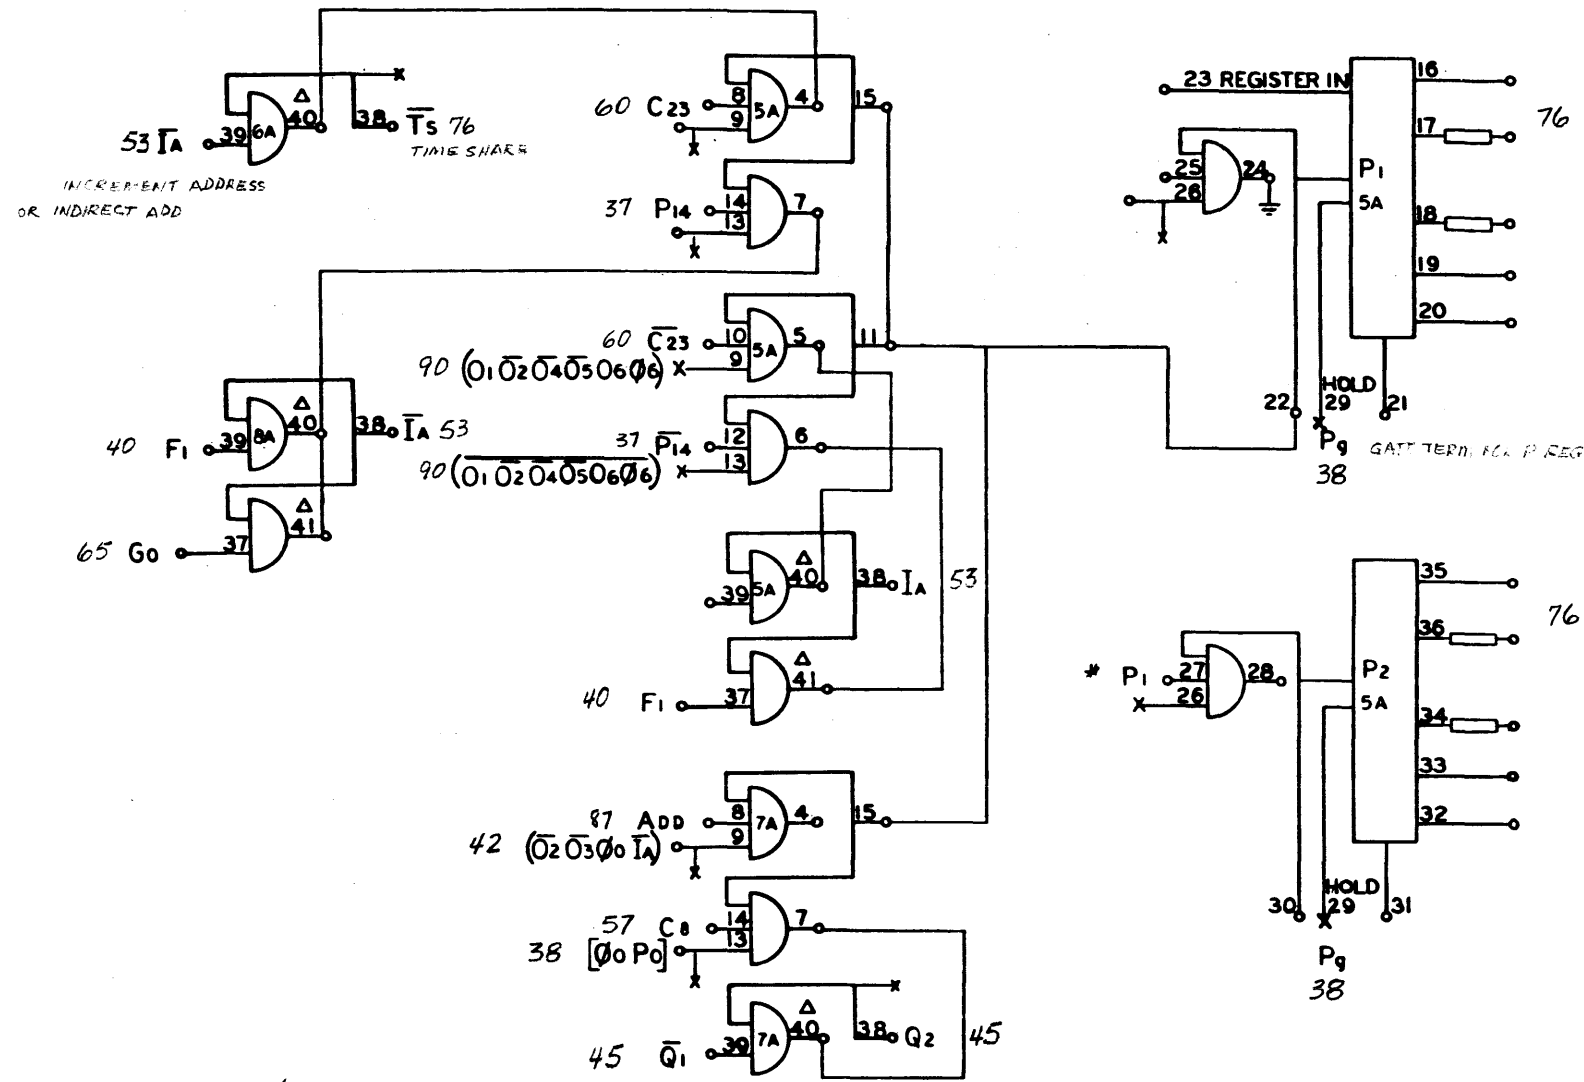 Δ
40
6A
39
53 I̅A
38
T̅S 76
TIME SHARE
INCREMENT ADDRESS
OR INDIRECT ADD
60 C23
8
9
5A
4
15
37 P14
14
13
7
60 C̅23
90 (O1 O̅2 O̅4 O̅5 O6 Ø6)
10
9
5A
5
11
37 P̅14
90 (O1 O̅2 O̅4 O̅5 O6 Ø̅6)
12
13
6
40 F1
39
8A
Δ
40
38
I̅A 53
65 GO
37
Δ
41
39
5A
Δ
40
38
IA
53
40 F1
37
Δ
41
87 ADD
42 (O̅2 O̅3 Ø0 I̅A)
8
9
7A
4
15
57 C8
38 [Ø0 P0]
14
13
7
45 Q̅1
39
7A
Δ
40
38
Q2
45
23 REGISTER IN
25
26
24
P1
5A
16
17
18
19
20
76
22
HOLD
29
21
P9
38
GATE TERM, FOR P REG
* P1
27
26
28
P2
5A
35
36
34
33
32
76
30
HOLD
29
31
P9
38